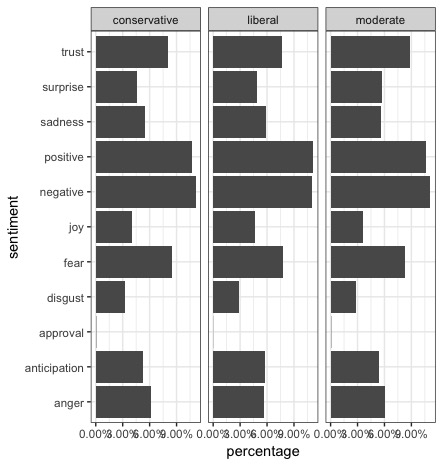 conservative liberal moderate
trust
surprise
sadness
positive
negative
joy
fear
disgust
approval
anticipation
anger
sentiment
0.00% 3.00% 6.00% 9.00% 0.00% 3.00% 6.00% 9.00% 0.00% 3.00% 6.00% 9.00%
percentage